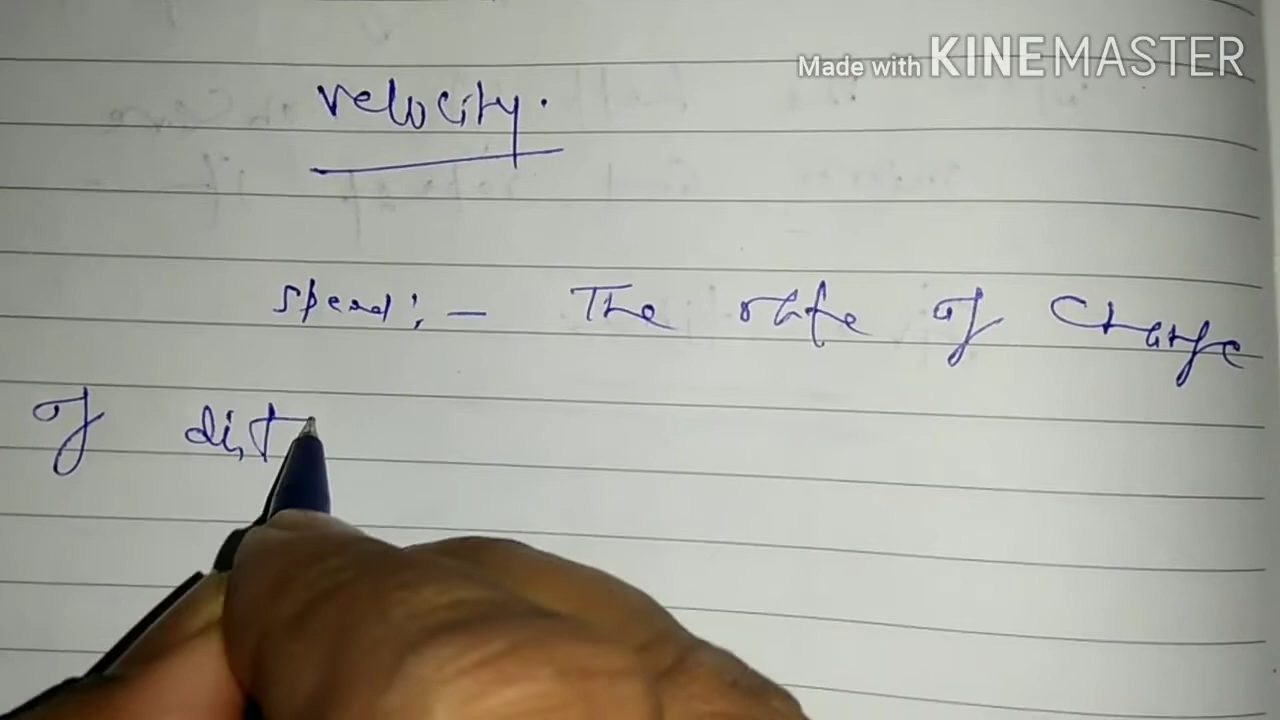 Made with KINEMASTER
velocity.
speed :- The rate of Change
of dist